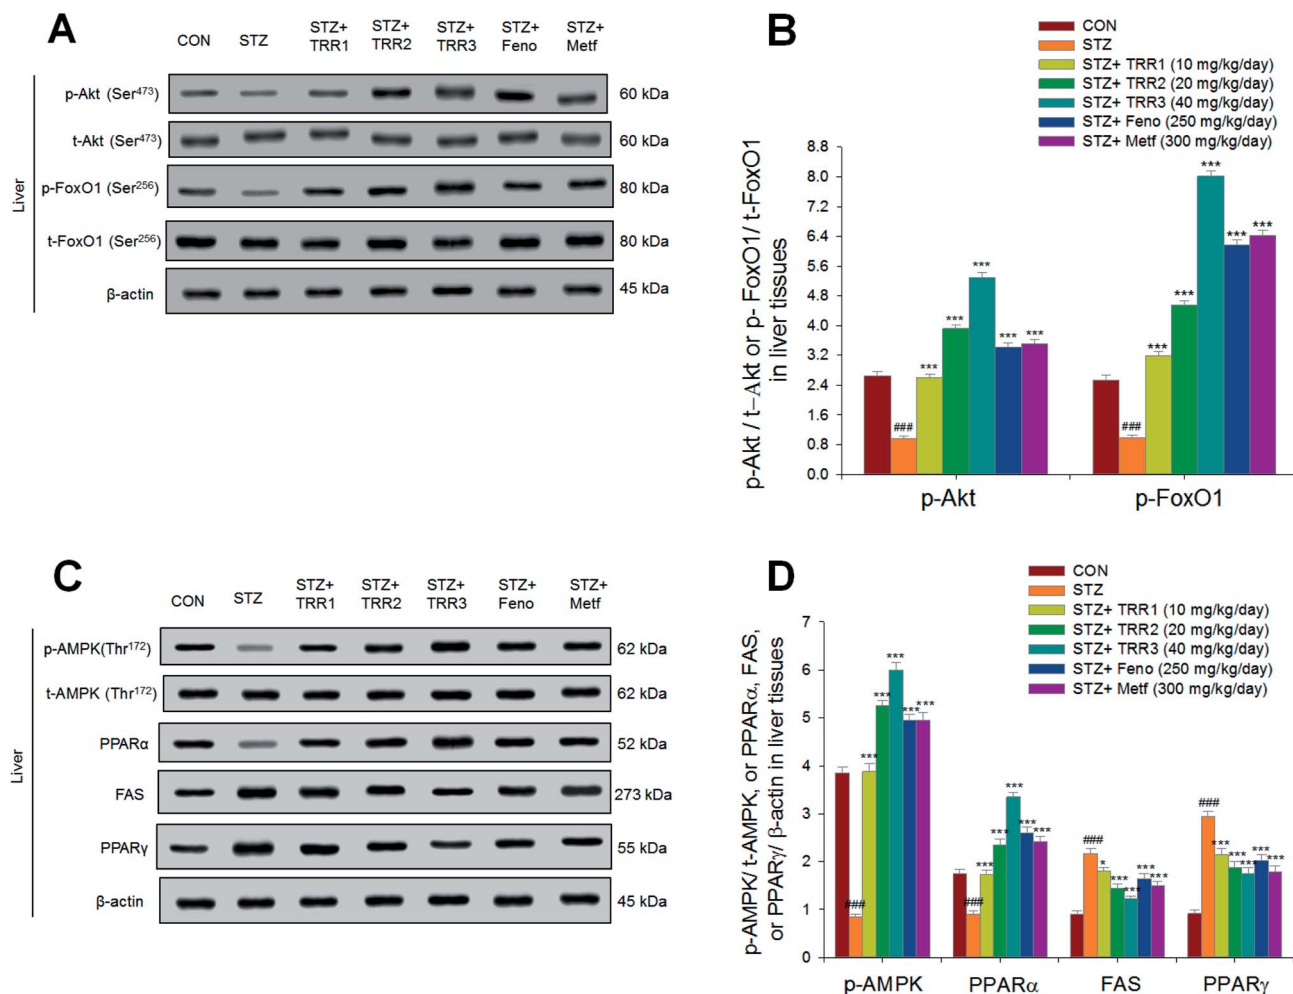 A
CON STZ STZ+ TRR1 STZ+ TRR2 STZ+ TRR3 STZ+ Feno STZ+ Metf
Liver
p-Akt (Ser473) 60 kDa
t-Akt (Ser473) 60 kDa
p-FoxO1 (Ser256) 80 kDa
t-FoxO1 (Ser256) 80 kDa
β-actin 45 kDa
B
CON
STZ
STZ+ TRR1 (10 mg/kg/day)
STZ+ TRR2 (20 mg/kg/day)
STZ+ TRR3 (40 mg/kg/day)
STZ+ Feno (250 mg/kg/day)
STZ+ Metf (300 mg/kg/day)
p-Akt / t–Akt or p- FoxO1/ t-FoxO1
in liver tissues
8.8
8.0
7.2
6.4
5.6
4.8
4.0
3.2
2.4
1.6
0.8
0.0
### *** *** *** *** ***
### *** *** *** *** ***
p-Akt p-FoxO1
C
CON STZ STZ+ TRR1 STZ+ TRR2 STZ+ TRR3 STZ+ Feno STZ+ Metf
Liver
p-AMPK(Thr172) 62 kDa
t-AMPK (Thr172) 62 kDa
PPARα 52 kDa
FAS 273 kDa
PPARγ 55 kDa
β-actin 45 kDa
D
CON
STZ
STZ+ TRR1 (10 mg/kg/day)
STZ+ TRR2 (20 mg/kg/day)
STZ+ TRR3 (40 mg/kg/day)
STZ+ Feno (250 mg/kg/day)
STZ+ Metf (300 mg/kg/day)
p-AMPK/ t-AMPK, or PPARα, FAS,
or PPARγ/ β-actin in liver tissues
7
6
5
4
3
2
1
0
### *** *** *** *** ***
### *** *** *** *** ***
### * *** *** *** ***
### *** *** *** *** ***
p-AMPK PPARα FAS PPARγ